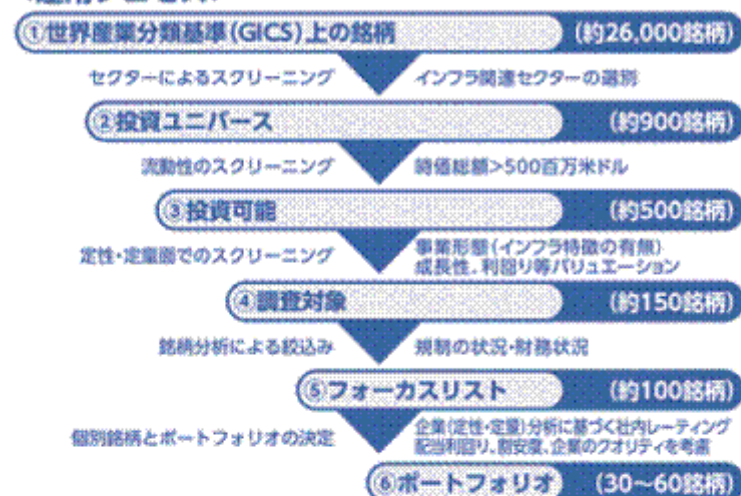 ①世界産業分類基準(GICS)上の銘柄 (約26,000銘柄)
セクターによるスクリーニング インフラ関連セクターの選別
②投資ユニバース (約900銘柄)
流動性のスクリーニング 時価総額>500百万米ドル
③投資可能 (約500銘柄)
定性・定量面でのスクリーニング 事業形態(インフラ特徴の有無)
成長性、利回り等バリュエーション
④調査対象 (約150銘柄)
銘柄分析による絞込み 規制の状況・財務状況
⑤フォーカスリスト (約100銘柄)
個別銘柄とポートフォリオの決定 企業(定性・定量)分析に基づく社内レーティング
配当利回り、割安度、企業のクオリティを考慮
⑥ポートフォリオ (30~60銘柄)